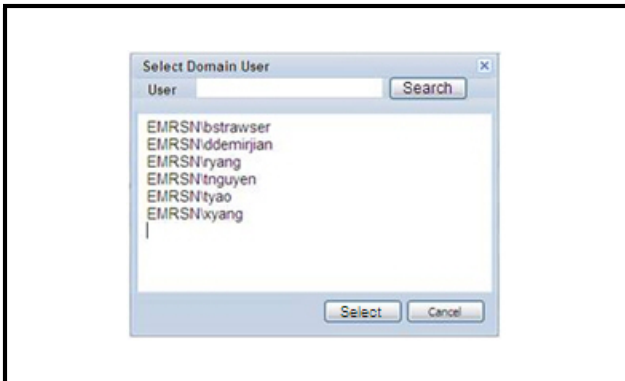 Select Domain User
User Search
EMRSN\bstrawser
EMRSN\ddemirjian
EMRSN\ryang
EMRSN\tnguyen
EMRSN\tyao
EMRSN\xyang
Select Cancel